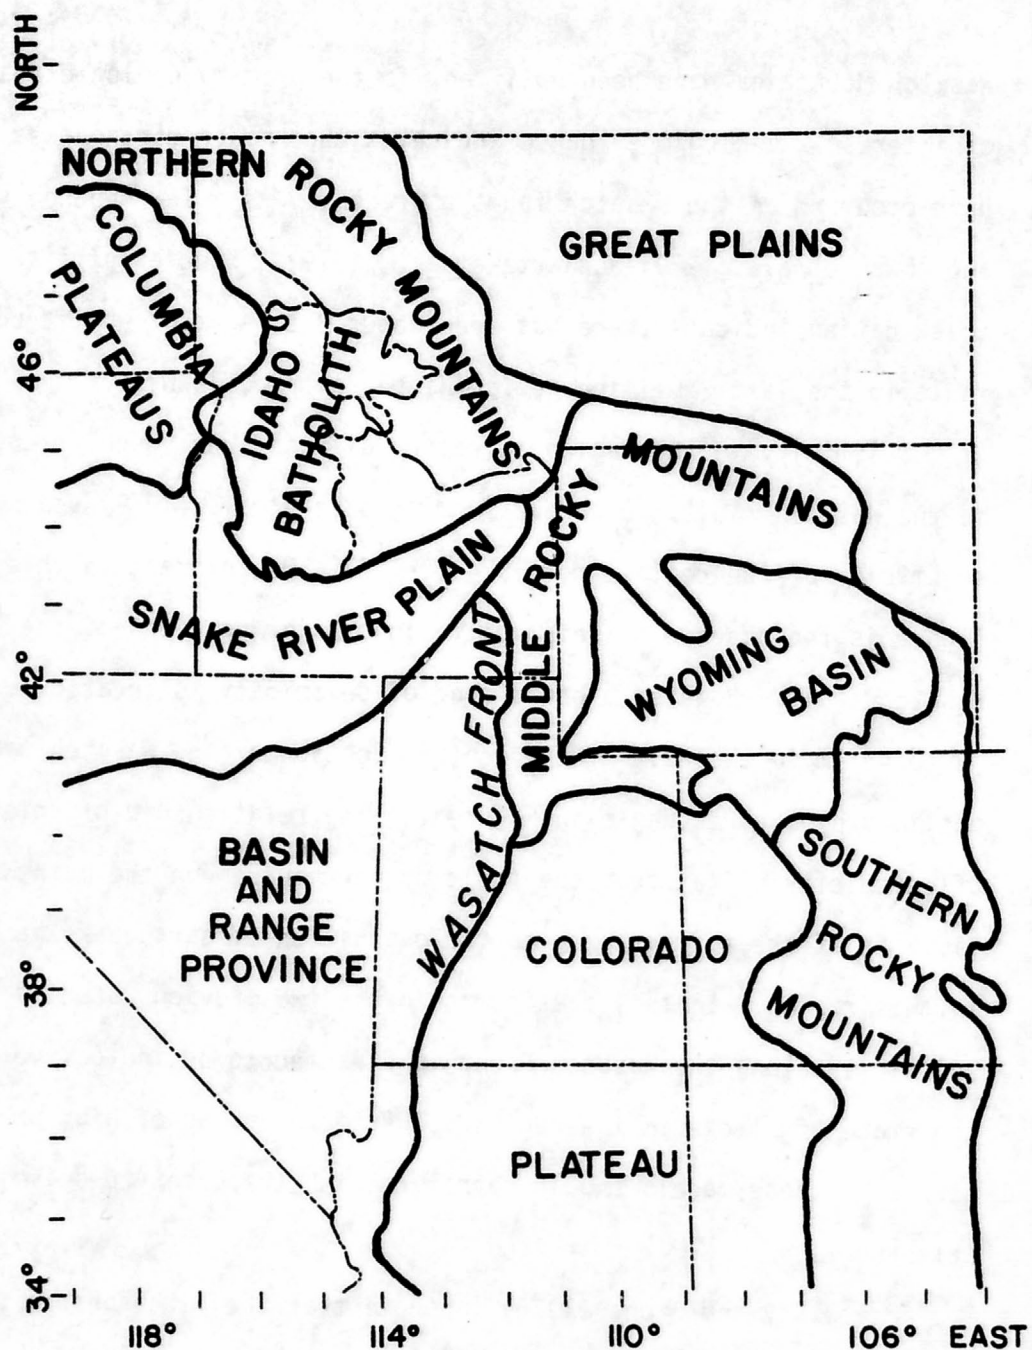 NORTH
NORTHERN ROCKY MOUNTAINS
COLUMBIA
PLATEAUS
GREAT PLAINS
46°
IDAHO
BATHOLITH
MIDDLE ROCKY MOUNTAINS
SNAKE RIVER PLAIN
42°
WYOMING
BASIN
WASATCH FRONT
BASIN
AND
RANGE
PROVINCE
SOUTHERN
ROCKY
MOUNTAINS
COLORADO
PLATEAU
38°
34°
118° 114° 110° 106° EAST